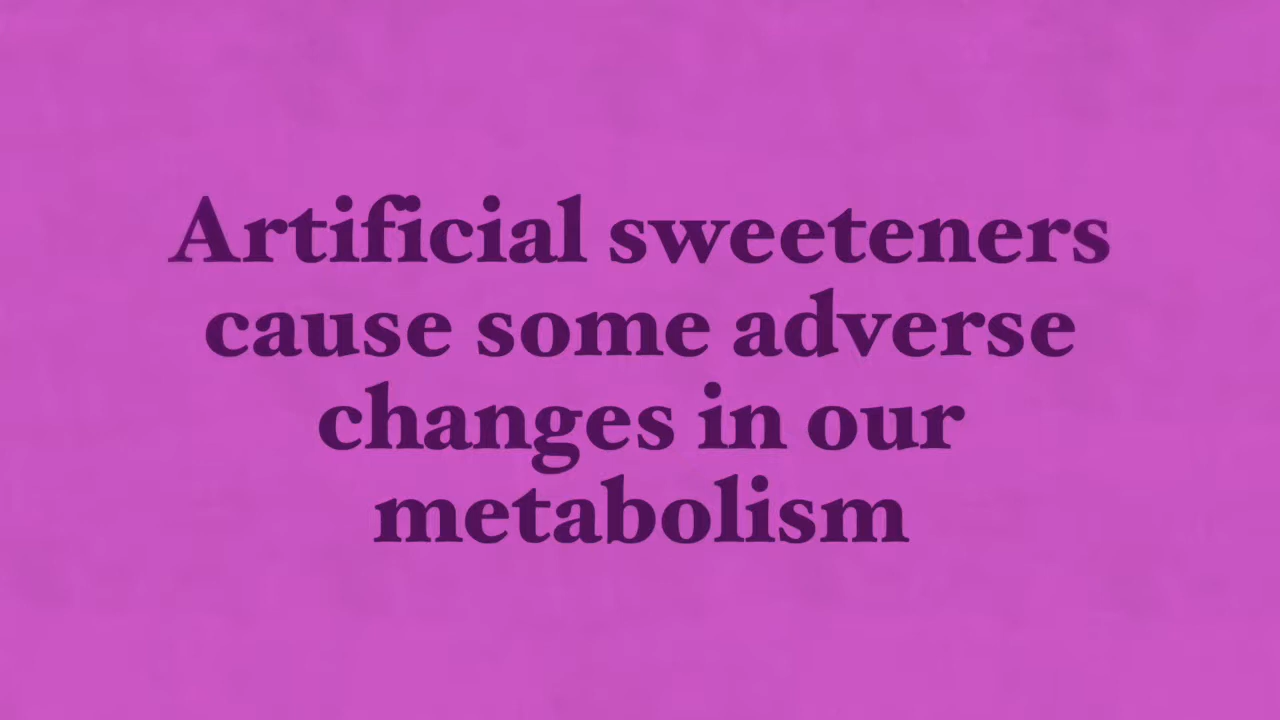 Artificial sweeteners
cause some adverse
changes in our
metabolism